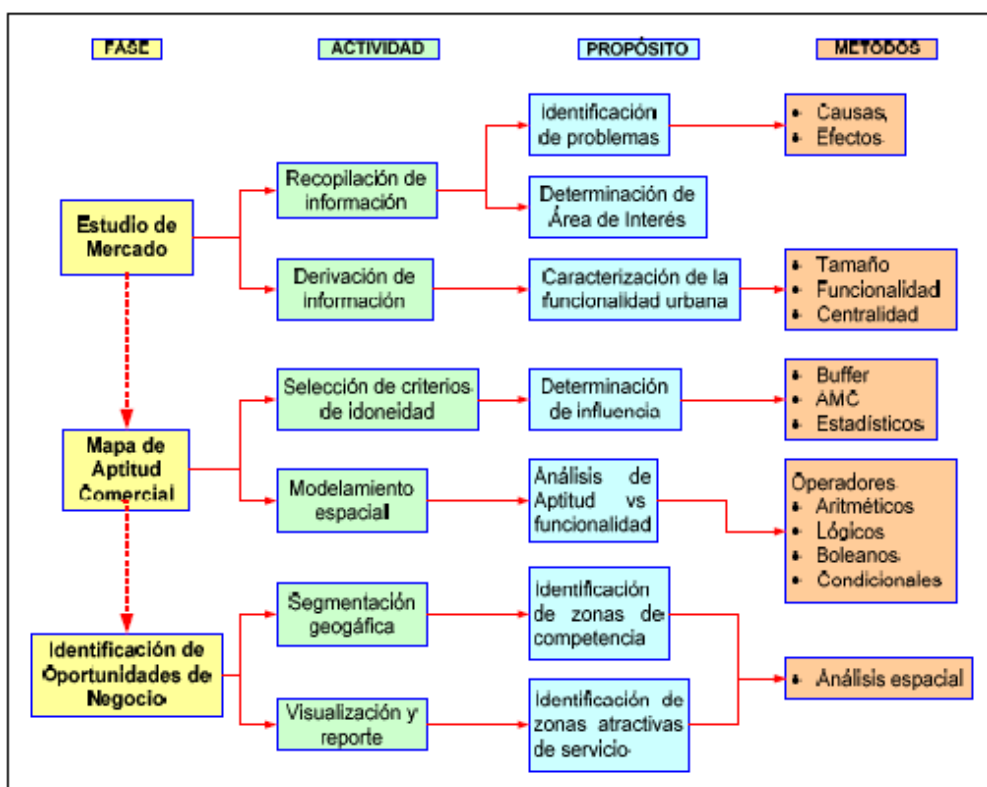 FASE
ACTIVIDAD
PROPÓSITO
METODOS
Estudio de
Mercado
Recopilación de
información
Identificación
de problemas
• Causas,
• Efectos
Determinación de
Área de Interés
Derivación de
información
Caracterización de la
funcionalidad urbana
• Tamaño
• Funcionalidad
• Centralidad
Mapa de
Aptitud
Comercial
Selección de criterios
de idoneidad
Determinación
de influencia
• Buffer
• AMC
• Estadísticos
Modelamiento
espacial
Análisis de
Aptitud vs
funcionalidad
Operadores
• Aritméticos
• Lógicos
• Boleanos
• Condicionales
Identificación de
Oportunidades de
Negocio
Segmentación
geogáfica
Identificación
de zonas de
competencia
Visualización y
reporte
Identificación de
zonas atractivas
de servicio
• Análisis espacial